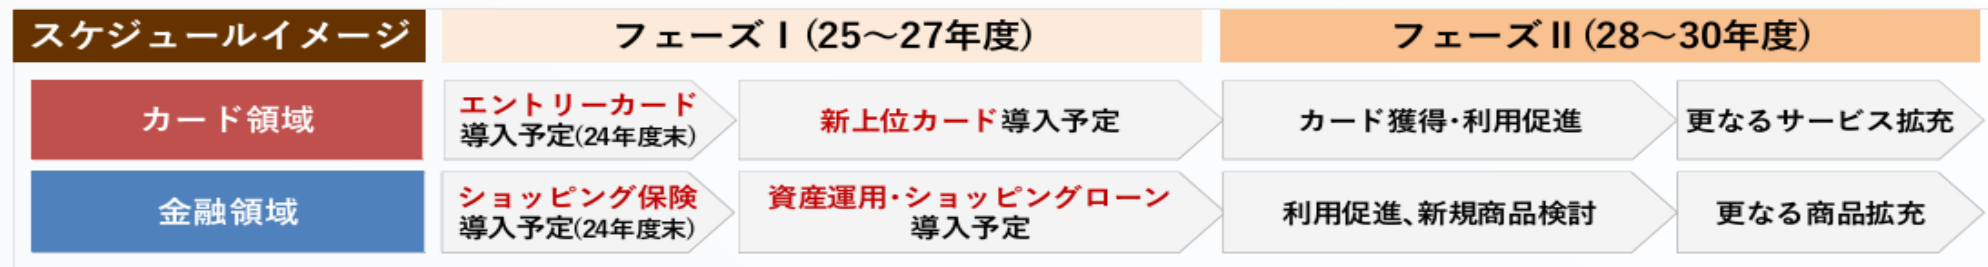 スケジュールイメージ
フェーズⅠ(25～27年度)
フェーズⅡ(28～30年度)
カード領域
エントリーカード
導入予定(24年度末)
新上位カード導入予定
カード獲得・利用促進
更なるサービス拡充
金融領域
ショッピング保険
導入予定(24年度末)
資産運用・ショッピングローン
導入予定
利用促進、新規商品検討
更なる商品拡充